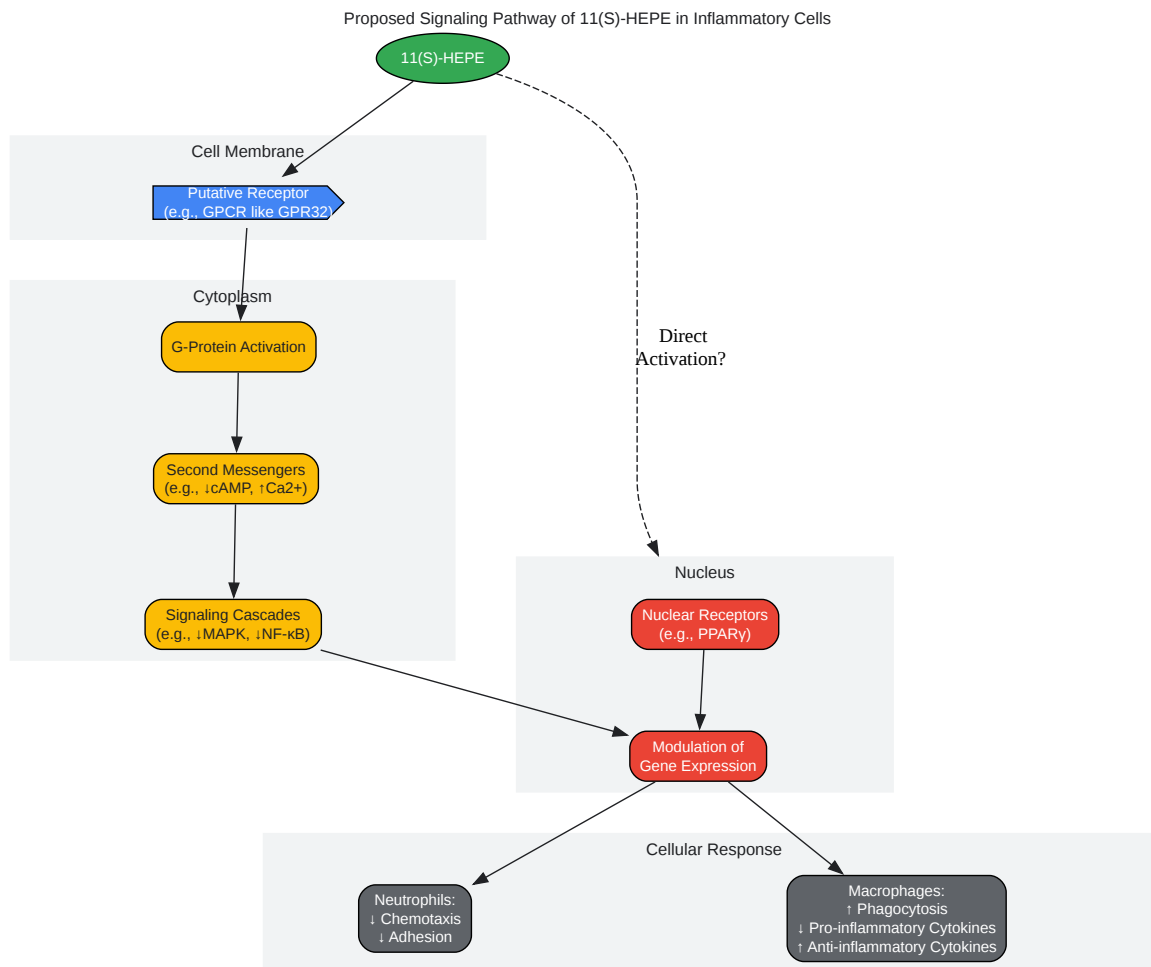 Proposed Signaling Pathway of 11(S)-HEPE in Inflammatory Cells
11(S)-HEPE
Cell Membrane
Putative Receptor
(e.g., GPCR like GPR32)
Cytoplasm
G-Protein Activation
Direct
Activation?
Second Messengers
(e.g., ↓cAMP, ↑Ca2+)
Signaling Cascades
(e.g., ↓MAPK, ↓NF-κB)
Nucleus
Nuclear Receptors
(e.g., PPARγ)
Modulation of
Gene Expression
Cellular Response
Neutrophils:
↓ Chemotaxis
↓ Adhesion
Macrophages:
↑ Phagocytosis
↓ Pro-inflammatory Cytokines
↑ Anti-inflammatory Cytokines